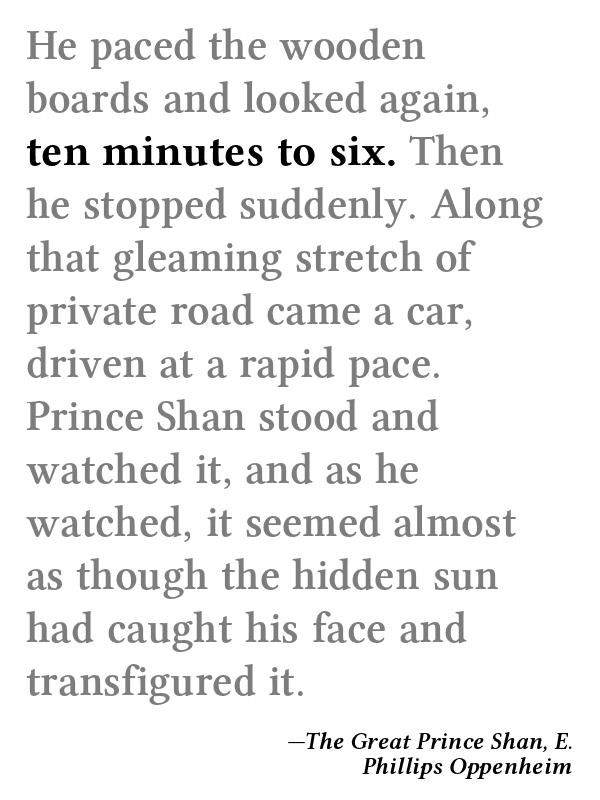 He paced the wooden
boards and looked again,
ten minutes to six. Then
he stopped suddenly. Along
that gleaming stretch of
private road came a car,
driven at a rapid pace.
Prince Shan stood and
watched it, and as he
watched, it seemed almost
as though the hidden sun
had caught his face and
transfigured it.
—The Great Prince Shan, E.
Phillips Oppenheim